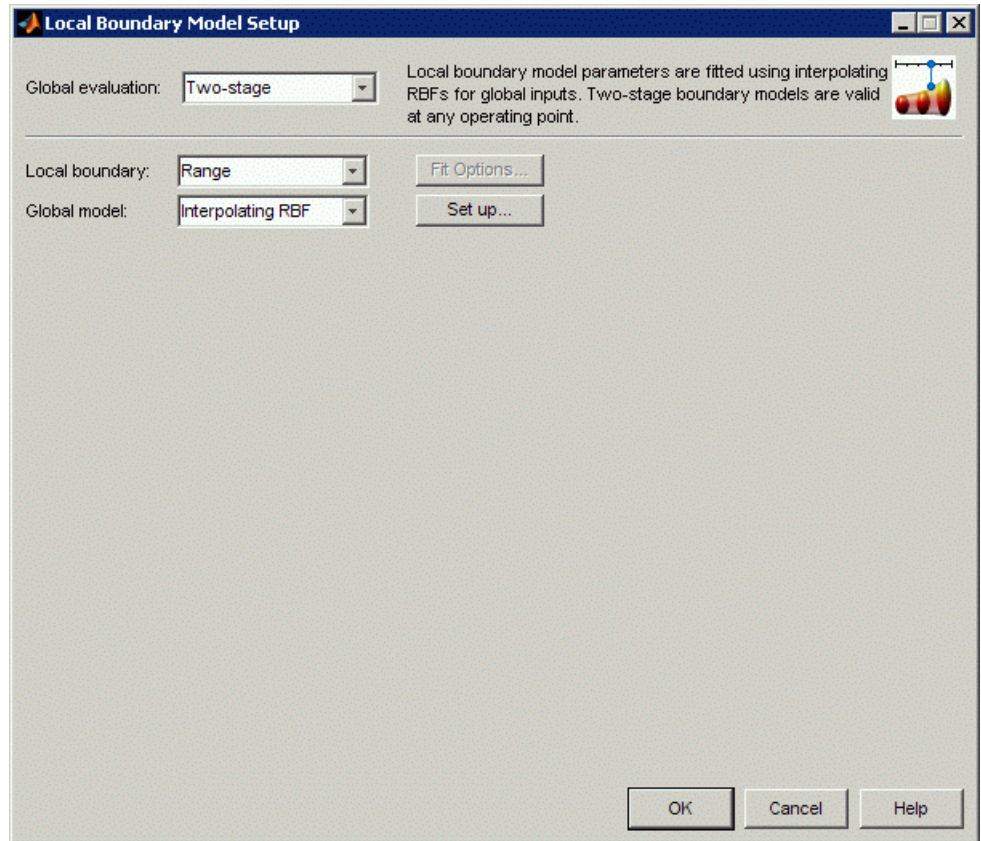 Local Boundary Model Setup
Global evaluation:
Two-stage
Local boundary model parameters are fitted using interpolating
RBFs for global inputs. Two-stage boundary models are valid
at any operating point.
Local boundary:
Range
Fit Options...
Global model:
Interpolating RBF
Set up...
OK
Cancel
Help